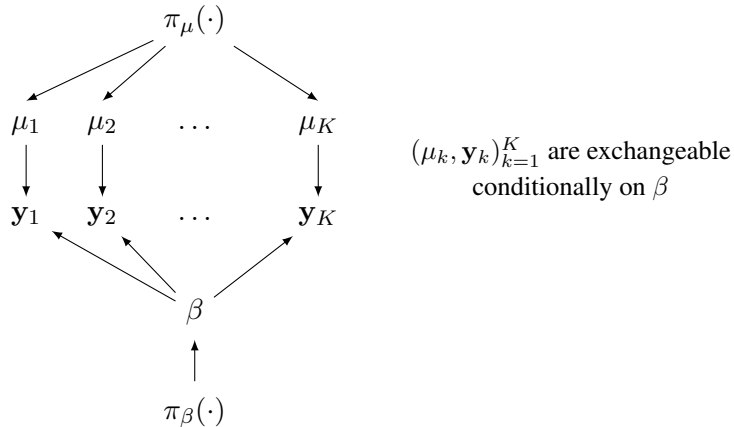 π_μ(·)
μ_1 μ_2 ... μ_K
(μ_k, y_k)_{k=1}^K are exchangeable
conditionally on β
y_1 y_2 ... y_K
β
π_β(·)